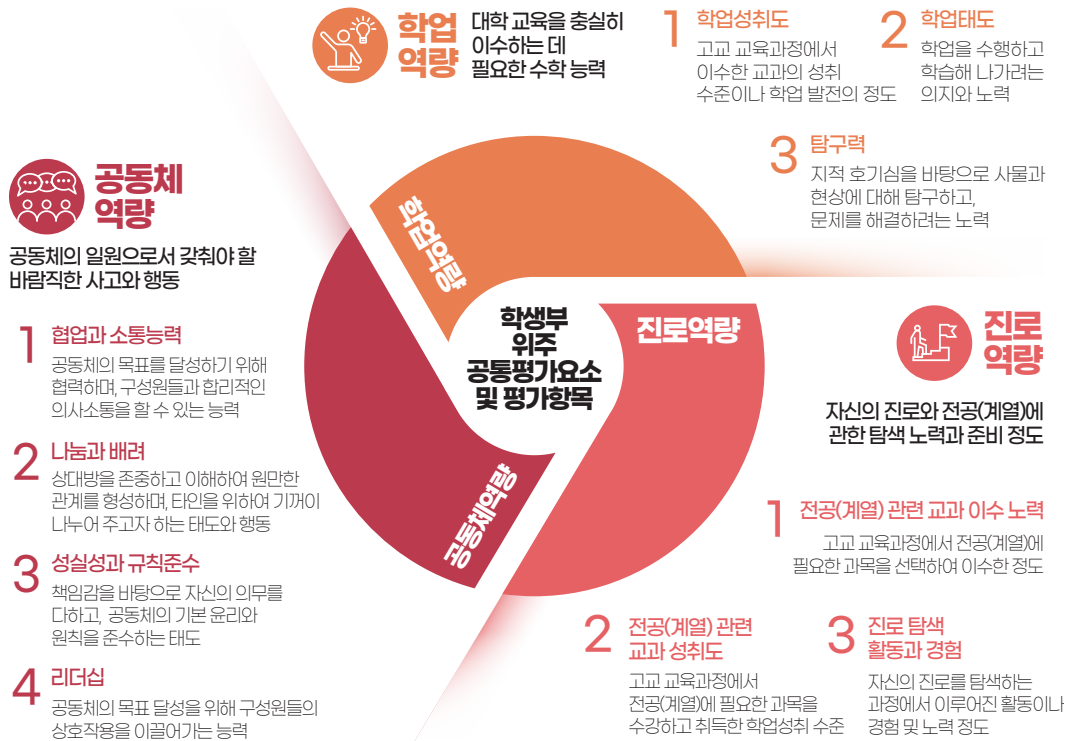 학업
역량
대학 교육을 충실히
이수하는 데
필요한 수학 능력
1 학업성취도
고교 교육과정에서
이수한 교과의 성취
수준이나 학업 발전의 정도
2 학업태도
학업을 수행하고
학습해 나가려는
의지와 노력
3 탐구력
지적 호기심을 바탕으로 사물과
현상에 대해 탐구하고,
문제를 해결하려는 노력
공동체
역량
공동체의 일원으로서 갖춰야 할
바람직한 사고와 행동
1 협업과 소통능력
공동체의 목표를 달성하기 위해
협력하며, 구성원들과 합리적인
의사소통을 할 수 있는 능력
2 나눔과 배려
상대방을 존중하고 이해하여 원만한
관계를 형성하며, 타인을 위하여 기꺼이
나누어 주고자 하는 태도와 행동
3 성실성과 규칙준수
책임감을 바탕으로 자신의 의무를
다하고, 공동체의 기본 윤리와
원칙을 준수하는 태도
4 리더십
공동체의 목표 달성을 위해 구성원들의
상호작용을 이끌어가는 능력
학업역량
진로역량
공동체역량
학생부
위주
공통평가요소
및 평가항목
진로
역량
자신의 진로와 전공(계열)에
관한 탐색 노력과 준비 정도
1 전공(계열) 관련 교과 이수 노력
고교 교육과정에서 전공(계열)에
필요한 과목을 선택하여 이수한 정도
2 전공(계열) 관련
교과 성취도
고교 교육과정에서
전공(계열)에 필요한 과목을
수강하고 취득한 학업성취 수준
3 진로 탐색
활동과 경험
자신의 진로를 탐색하는
과정에서 이루어진 활동이나
경험 및 노력 정도